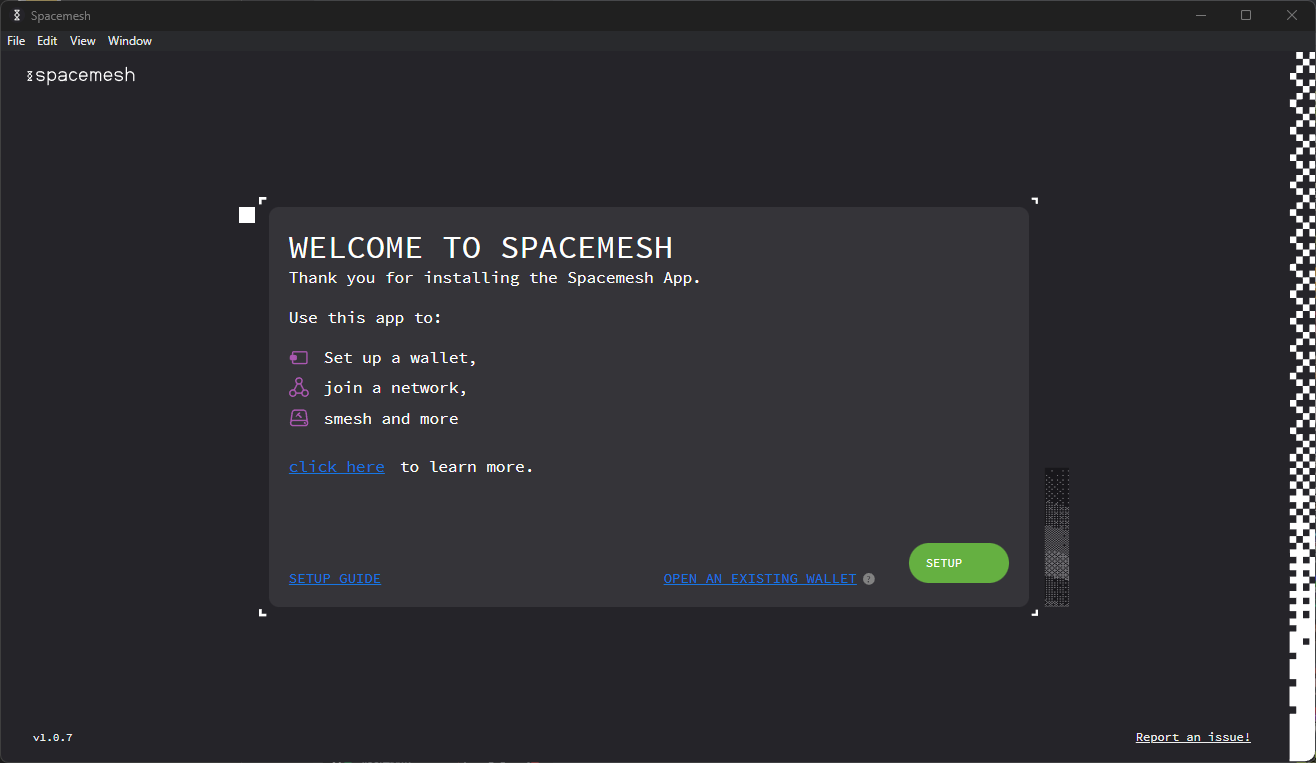 Spacemesh
File Edit View Window
spacemesh
WELCOME TO SPACEMESH
Thank you for installing the Spacemesh App.
Use this app to:
Set up a wallet,
join a network,
smesh and more
click here to learn more.
SETUP GUIDE
OPEN AN EXISTING WALLET ?
SETUP
v1.0.7
Report an issue!